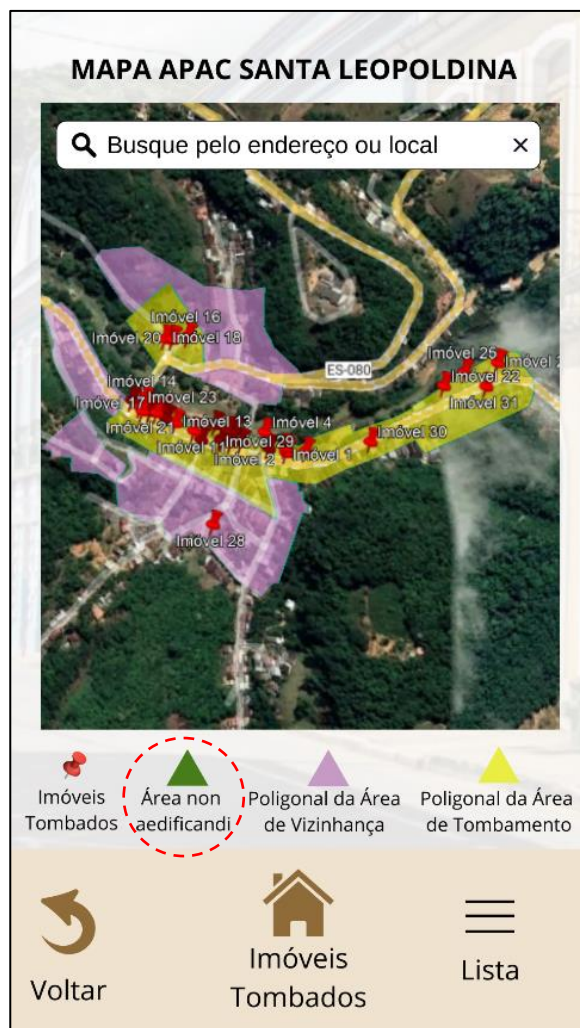 MAPA APAC SANTA LEOPOLDINA
Busque pelo endereço ou local ×
Imóvel 16
Imóvel 20
Imóvel 18
ES-080
Imóvel 25
Imóvel 22
Imóvel 14
Imóvel 23
Imóvel 17
Imóvel 31
Imóvel 13
Imóvel 4
Imóvel 21
Imóvel 29
Imóvel 30
Imóvel 11
Imóvel 2
Imóvel 1
Imóvel 28
Imóveis
Tombados
Área non
aedificandi
Poligonal da Área
de Vizinhança
Poligonal da Área
de Tombamento
Voltar
Imóveis
Tombados
Lista